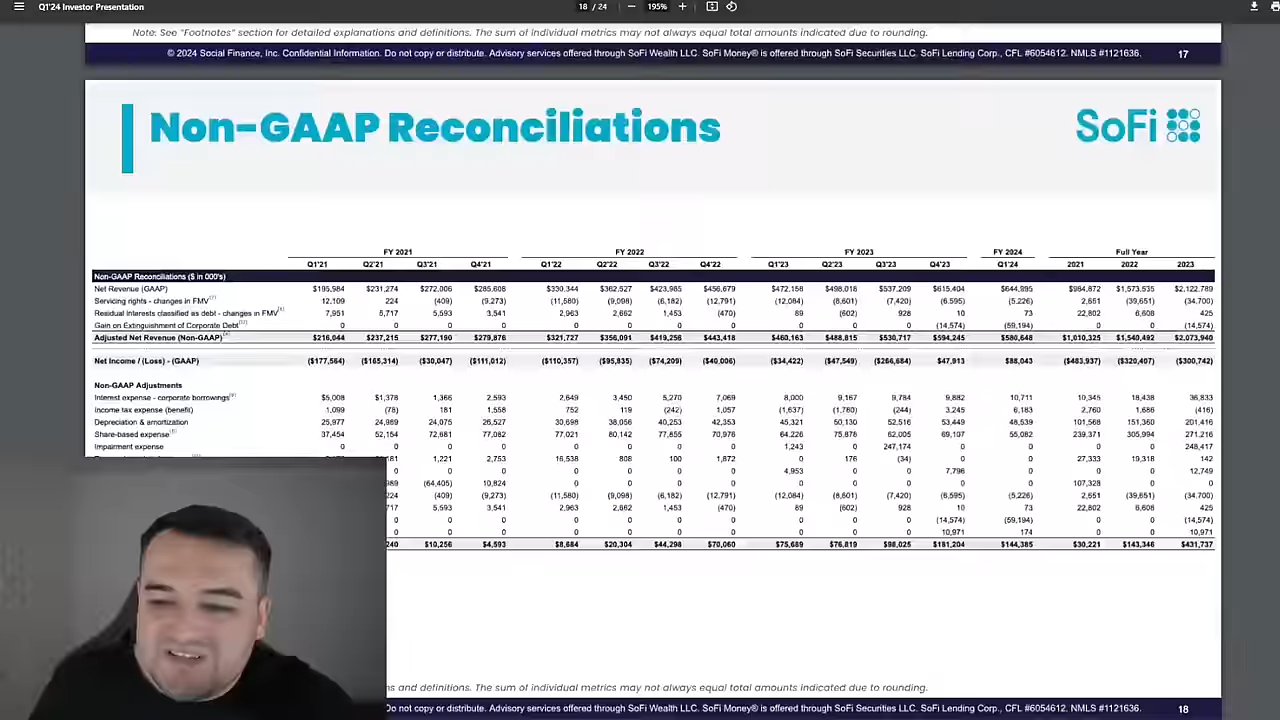 Q1'24 Investor Presentation
18 / 24
195%
Note: See "Footnotes" section for detailed explanations and definitions. The sum of individual metrics may not always equal total amounts indicated due to rounding.
© 2024 Social Finance, Inc. Confidential Information. Do not copy or distribute. Advisory services offered through SoFi Wealth LLC. SoFi Money® is offered through SoFi Securities LLC. SoFi Lending Corp., CFL #6054612. NMLS #1121636. 17
Non-GAAP Reconciliations
SoFi
FY 2021 FY 2022 FY 2023 FY 2024 Full Year
Q1'21 Q2'21 Q3'21 Q4'21 Q1'22 Q2'22 Q3'22 Q4'22 Q1'23 Q2'23 Q3'23 Q4'23 Q1'24 2021 2022 2023
Non-GAAP Reconciliations ($ in 000's)
Net Revenue (GAAP) $195,984 $231,274 $272,006 $285,608 $330,344 $362,527 $423,985 $456,679 $472,158 $498,018 $537,209 $615,404 $644,995 $984,872 $1,573,535 $2,122,789
Servicing rights - changes in FMV 12,109 224 (409) (9,273) (11,580) (9,098) (6,182) (12,791) (12,084) (8,601) (7,420) (6,595) (5,226) 2,651 (39,651) (34,700)
Residual Interests classified as debt - changes in FMV 7,951 5,717 5,593 3,541 2,963 2,662 1,453 (470) 89 (602) 928 10 73 22,802 6,608 425
Gain on Extinguishment of Corporate Debt 0 0 0 0 0 0 0 0 0 0 0 (14,574) (59,194) 0 0 (14,574)
Adjusted Net Revenue (Non-GAAP) $216,044 $237,215 $277,190 $279,876 $321,727 $356,091 $419,256 $443,418 $460,163 $488,815 $530,717 $594,245 $580,648 $1,010,325 $1,540,492 $2,073,940
Net Income / (Loss) - (GAAP) ($177,564) ($165,314) ($30,047) ($111,012) ($110,357) ($95,835) ($74,209) ($40,006) ($34,422) ($47,549) ($266,684) $47,913 $88,043 ($483,937) ($320,407) ($300,742)
Non-GAAP Adjustments
Interest expense - corporate borrowings $5,008 $1,378 1,366 2,593 2,649 3,450 5,270 7,069 8,000 9,167 9,784 9,882 10,711 10,345 18,438 36,833
Income tax expense (benefit) 1,099 (78) 181 1,558 752 119 (242) 1,057 (1,637) (1,780) (244) 3,245 6,183 2,760 1,686 (416)
Depreciation & amortization 25,977 24,989 24,075 26,527 30,698 38,056 40,253 42,353 45,321 50,130 52,516 53,449 48,539 101,568 151,360 201,416
Share-based expense 37,454 52,154 72,681 77,082 77,021 80,142 77,855 70,976 64,226 75,878 62,005 69,107 55,082 239,371 305,994 271,216
Impairment expense 0 0 0 0 0 0 0 0 1,243 0 247,174 0 0 0 0 248,417
1,221 2,753 16,538 808 100 1,872 0 176 (34) 0 0 27,333 19,318 142
0 0 0 0 0 0 0 4,953 0 0 7,796 0 0 0 12,749
989 (64,405) 10,824 0 0 0 0 0 0 0 0 0 107,328 0 0
224 (409) (9,273) (11,580) (9,098) (6,182) (12,791) (12,084) (8,601) (7,420) (6,595) (5,226) 2,651 (39,651) (34,700)
717 5,593 3,541 2,963 2,662 1,453 (470) 89 (602) 928 10 73 22,802 6,608 425
0 0 0 0 0 0 0 0 0 0 (14,574) (59,194) 0 0 (14,574)
0 0 0 0 0 0 0 0 0 0 10,971 174 0 0 10,971
240 $10,256 $4,593 $8,684 $20,304 $44,298 $70,060 $75,689 $76,819 $98,025 $181,204 $144,385 $30,221 $143,346 $431,737
ns and definitions. The sum of individual metrics may not always equal total amounts indicated due to rounding.
Do not copy or distribute. Advisory services offered through SoFi Wealth LLC. SoFi Money® is offered through SoFi Securities LLC. SoFi Lending Corp., CFL #6054612. NMLS #1121636. 18